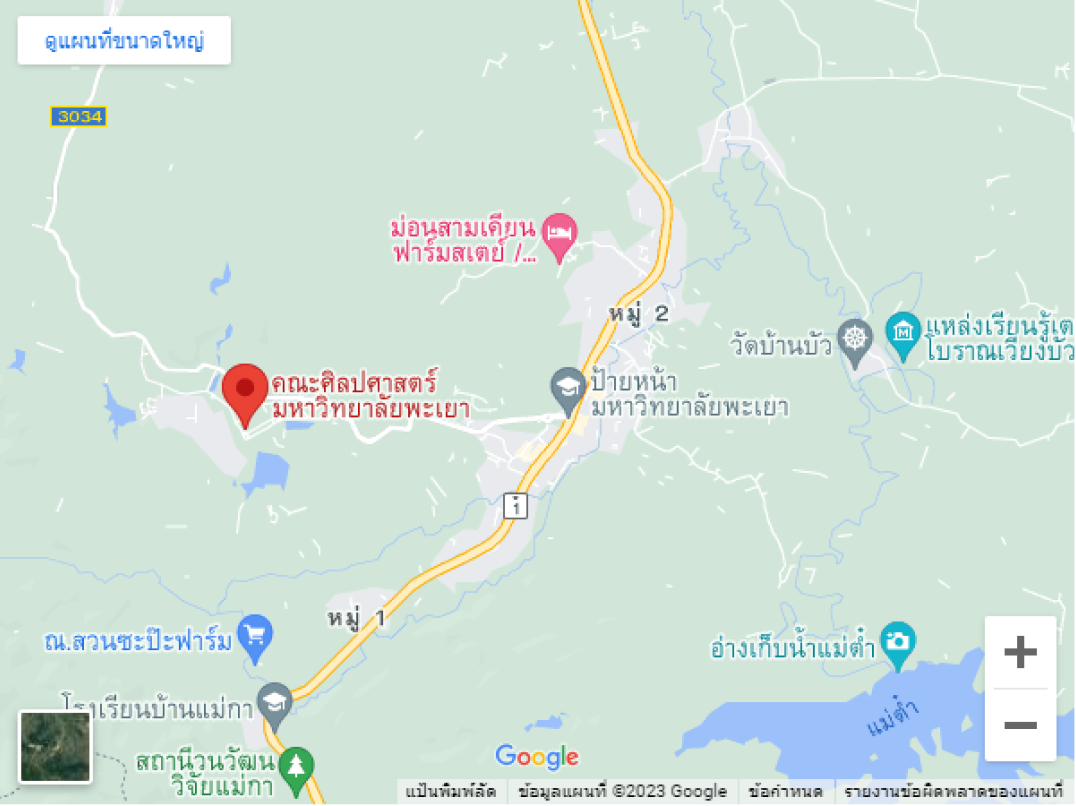 ดูแผนที่ขนาดใหญ่
3054
ม่อนสามเคียน
ฟาร์มสเตย์ /...
หมู่ 2
วัดบ้านบัว
แหล่งเรียนรู้เต
โบราณเวียงบัว
คณะศิลปศาสตร์
มหาวิทยาลัยพะเยา
ป้ายหน้า
มหาวิทยาลัยพะเยา
1
หมู่ 1
ณ.สวนซะป๊ะฟาร์ม
อ่างเก็บน้ำแม่ต๋ำ
แม่ต๋ำ
โรงเรียนบ้านแม่กา
สถานีวนวัฒน
วิจัยแม่กา
Google
แป้นพิมพ์ลัด
ข้อมูลแผนที่ ©2023 Google
ข้อกำหนด
รายงานข้อผิดพลาดของแผนที่